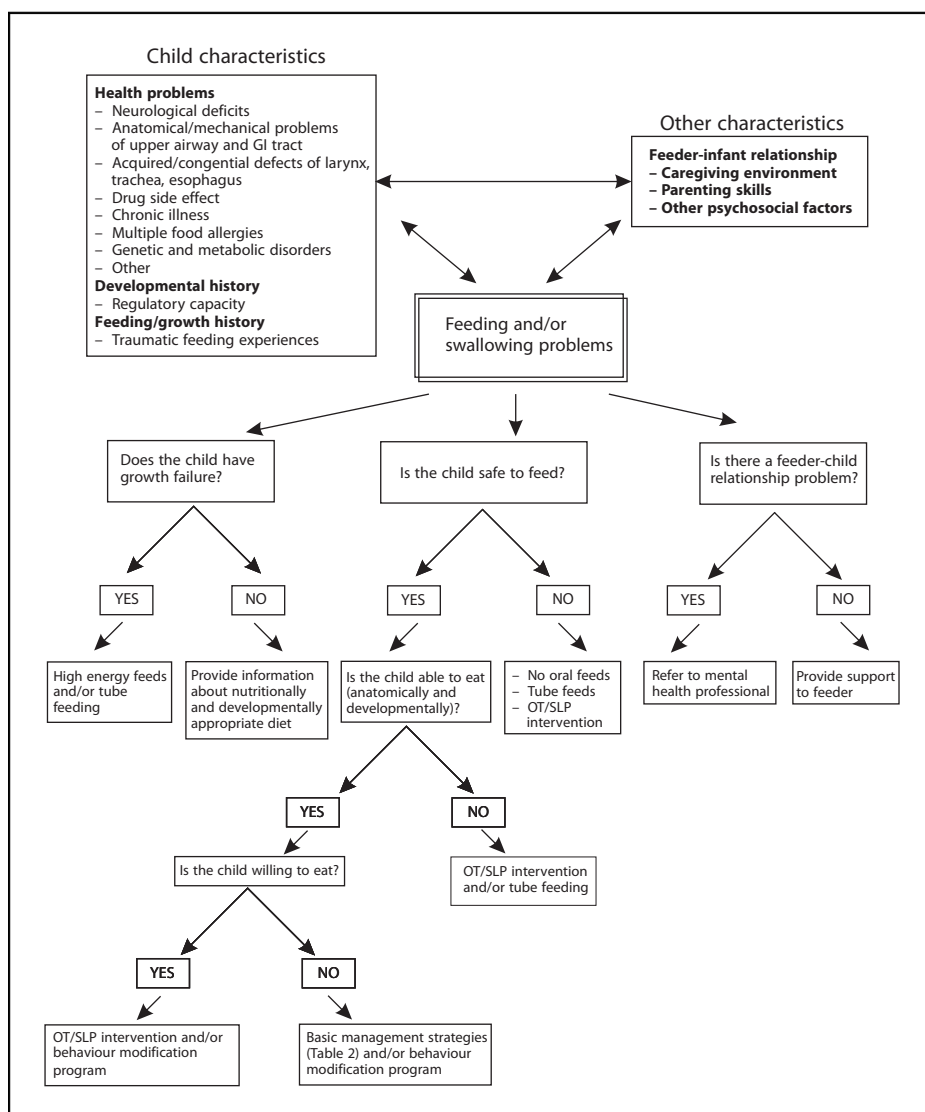 Child characteristics
Health problems
– Neurological deficits
– Anatomical/mechanical problems
of upper airway and GI tract
– Acquired/congential defects of larynx,
trachea, esophagus
– Drug side effect
– Chronic illness
– Multiple food allergies
– Genetic and metabolic disorders
– Other
Developmental history
– Regulatory capacity
Feeding/growth history
– Traumatic feeding experiences
Other characteristics
Feeder-infant relationship
– Caregiving environment
– Parenting skills
– Other psychosocial factors
Feeding and/or
swallowing problems
Does the child have
growth failure?
Is the child safe to feed?
Is there a feeder-child
relationship problem?
YES
NO
YES
NO
YES
NO
High energy feeds
and/or tube
feeding
Provide information
about nutritionally
and developmentally
appropriate diet
Is the child able to eat
(anatomically and
developmentally)?
– No oral feeds
– Tube feeds
– OT/SLP
intervention
Refer to mental
health professional
Provide support
to feeder
YES
NO
Is the child willing to eat?
OT/SLP intervention
and/or tube feeding
YES
NO
OT/SLP intervention and/or
behaviour modification
program
Basic management strategies
(Table 2) and/or behaviour
modification program